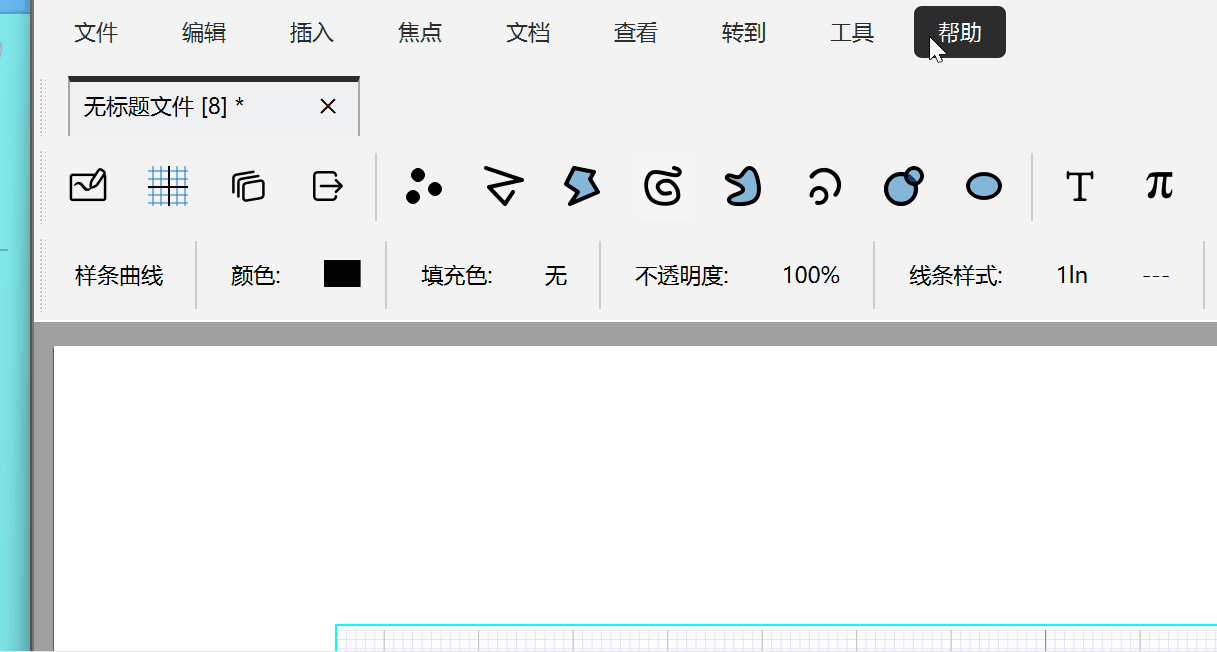 文件 编辑 插入 焦点 文档 查看 转到 工具 帮助
无标题文件 [8] *
T π
样条曲线 颜色: 填充色: 无 不透明度: 100% 线条样式: 1ln ---